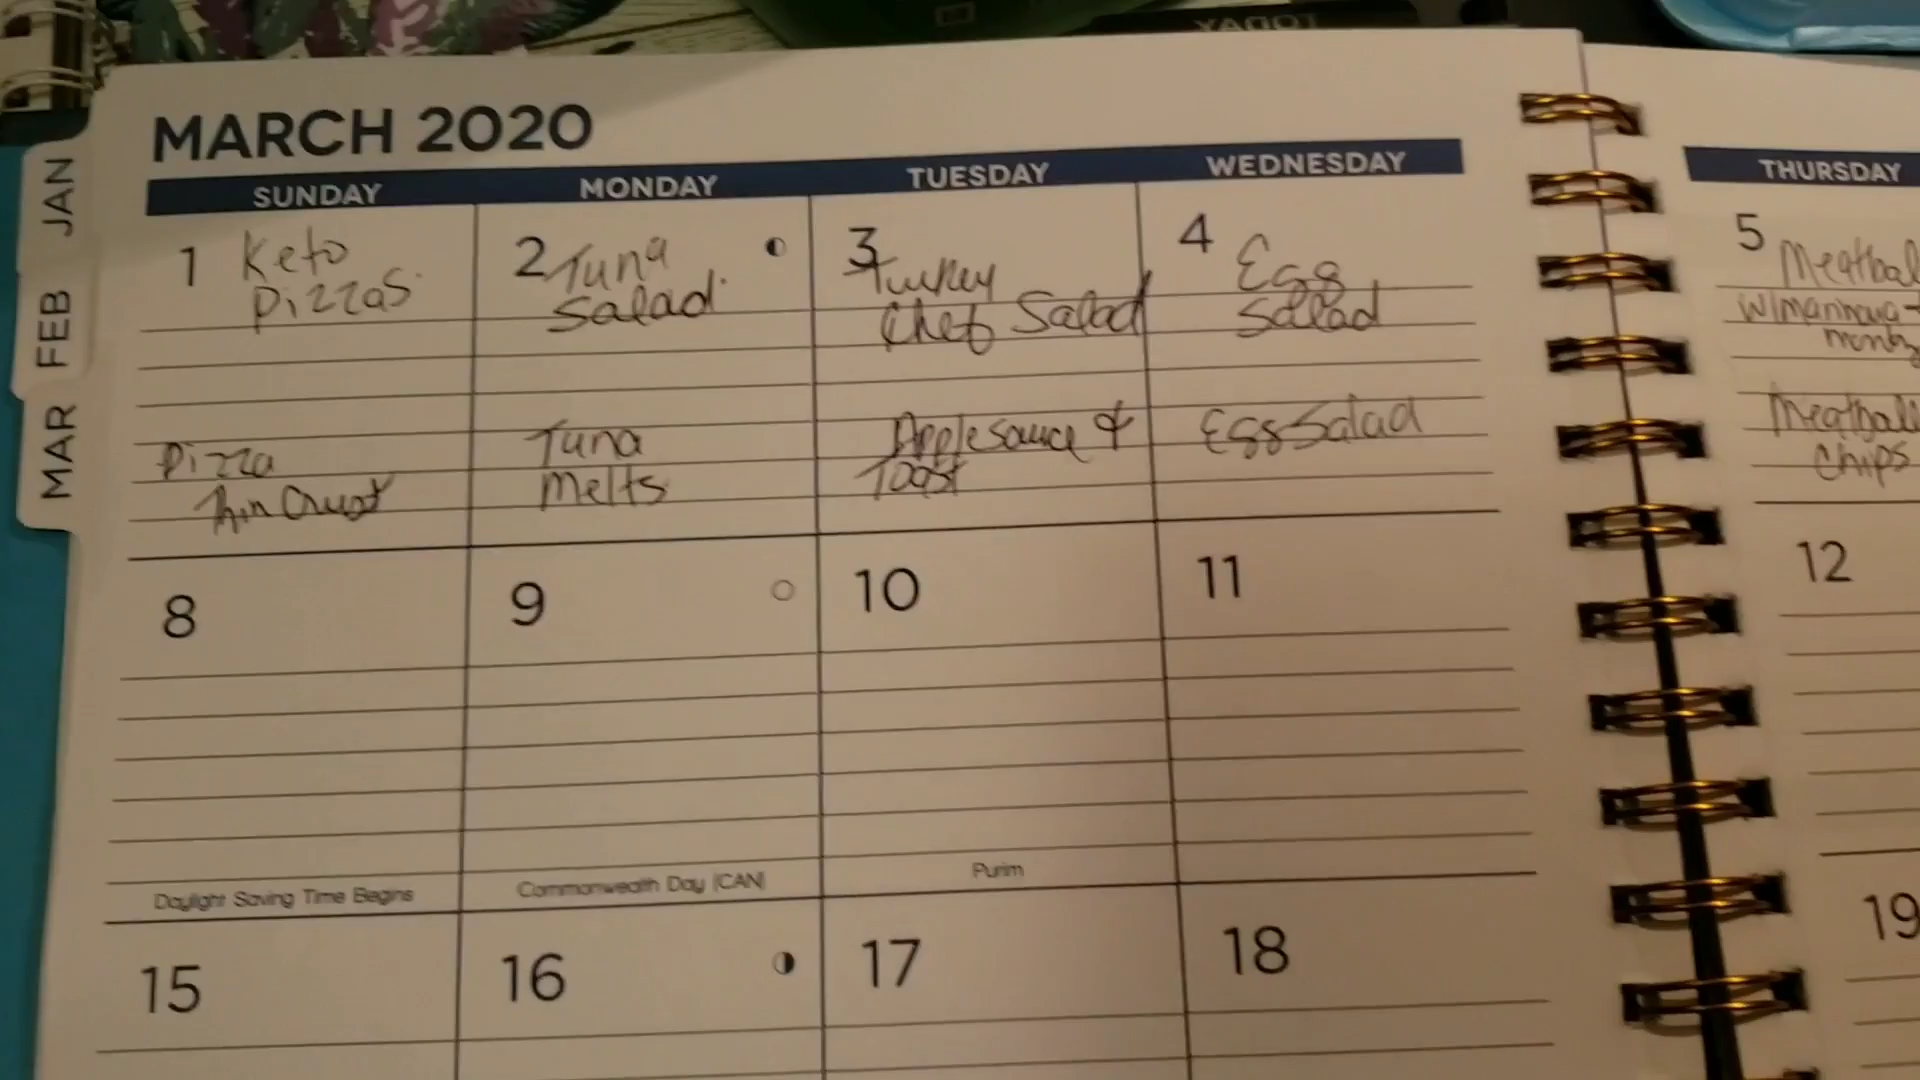 TODAY
MARCH 2020
JAN
FEB
MAR
SUNDAY MONDAY TUESDAY WEDNESDAY THURSDAY
1 Keto
Pizzas
Pizza
Thin Crust
2 Tuna
Salad
Tuna
Melts
3 Turkey
Chef Salad
Applesauce &
Toast
4 Egg
Salad
Egg Salad
5 Meatbal
Meatball
Chips
8
Daylight Saving Time Begins
9
Commonwealth Day (CAN)
10
Purim
11
12
15
16
17
18
19